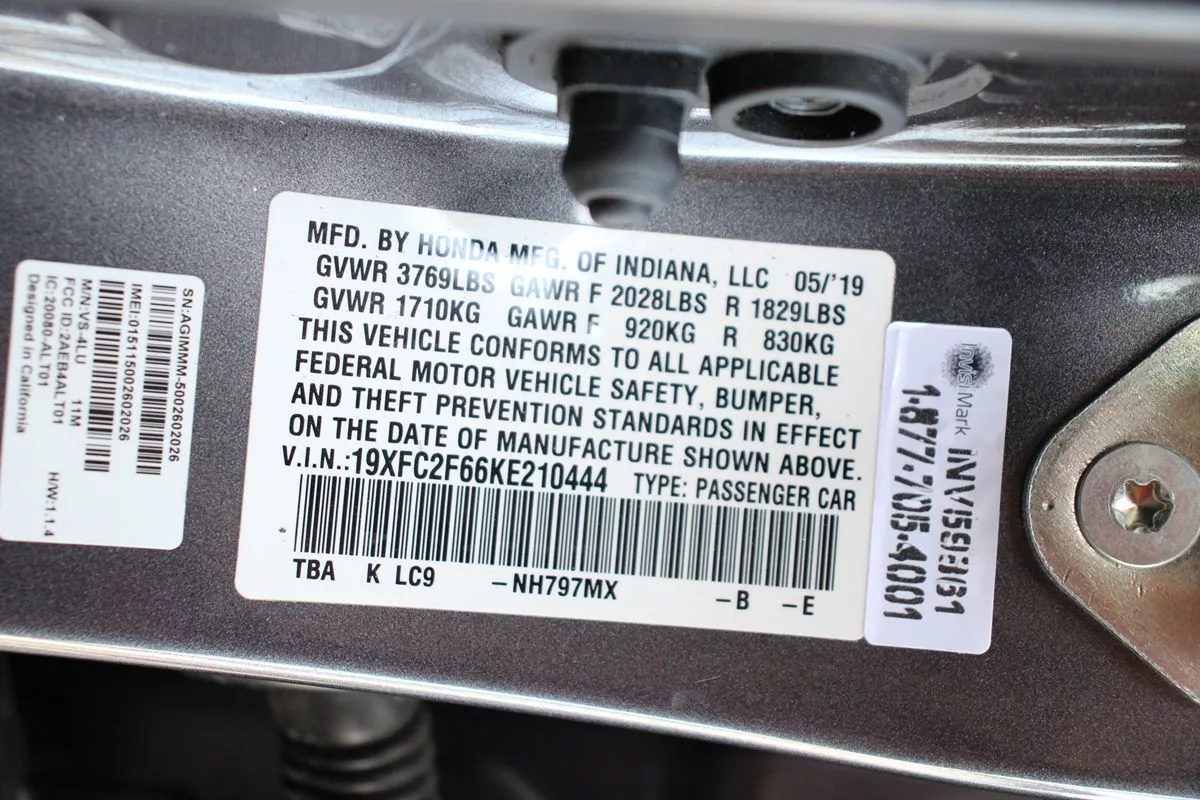 SN:AGIMMM-5002602026
IMEI:015115002602026
M/N:VS-4LU 11M
FCC ID:2AEB4ALT01
IC:20080-ALT01 H/W:1.1.4
Designed in California
MFD. BY HONDA MFG. OF INDIANA, LLC 05/'19
GVWR 3769LBS GAWR F 2028LBS R 1829LBS
GVWR 1710KG GAWR F 920KG R 830KG
THIS VEHICLE CONFORMS TO ALL APPLICABLE
FEDERAL MOTOR VEHICLE SAFETY, BUMPER,
AND THEFT PREVENTION STANDARDS IN EFFECT
ON THE DATE OF MANUFACTURE SHOWN ABOVE.
V.I.N.:19XFC2F66KE210444 TYPE: PASSENGER CAR
TBA K LC9 -NH797MX -B -E
InvisiMark INV159361
1-877-705-4001